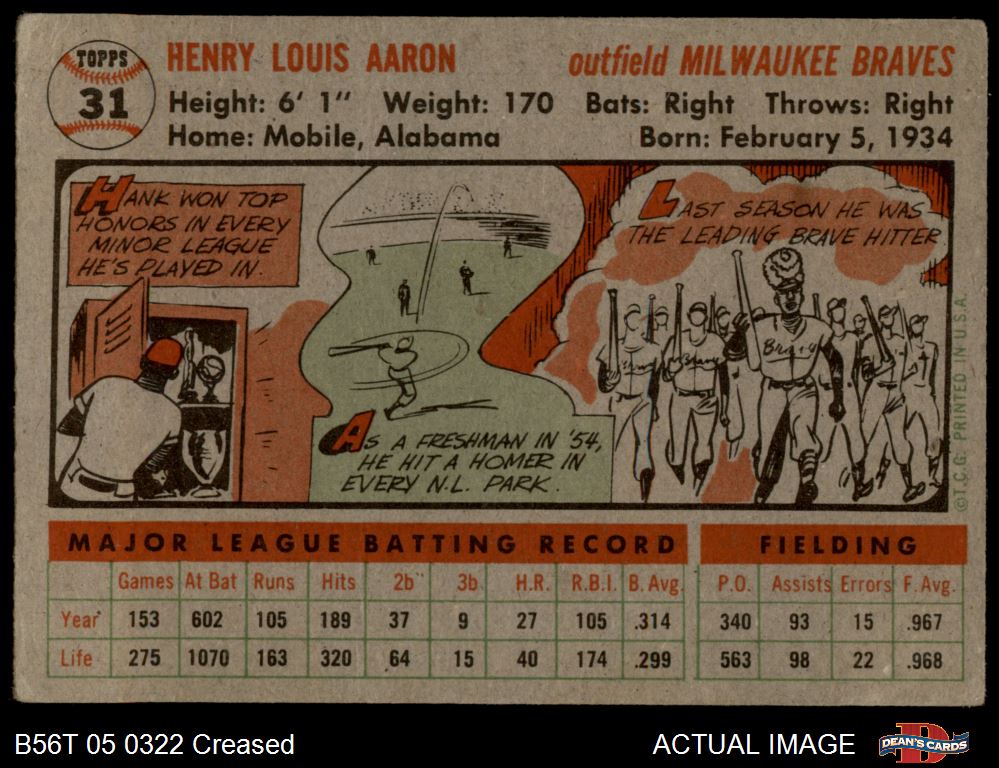 TOPPS
31
HENRY LOUIS AARON
outfield MILWAUKEE BRAVES
Height: 6' 1" Weight: 170 Bats: Right Throws: Right
Home: Mobile, Alabama Born: February 5, 1934
HANK WON TOP
HONORS IN EVERY
MINOR LEAGUE
HE'S PLAYED IN.
AS A FRESHMAN IN '54,
HE HIT A HOMER IN
EVERY N.L. PARK.
LAST SEASON HE WAS
THE LEADING BRAVE HITTER
Braves
©T.C.G. PRINTED IN U.S.A.
MAJOR LEAGUE BATTING RECORD FIELDING
Games At Bat Runs Hits 2b 3b H.R. R.B.I. B. Avg. P.O. Assists Errors F. Avg.
Year 153 602 105 189 37 9 27 105 .314 340 93 15 .967
Life 275 1070 163 320 64 15 40 174 .299 563 98 22 .968
B56T 05 0322 Creased
ACTUAL IMAGE
B
DEAN'S CARDS